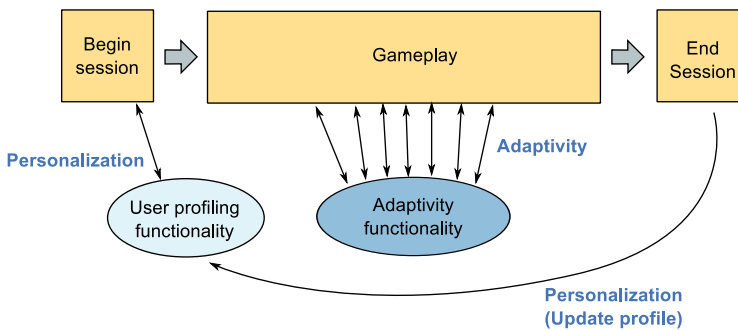 Begin
session
Gameplay
End
Session
Personalization
Adaptivity
User profiling
functionality
Adaptivity
functionality
Personalization
(Update profile)